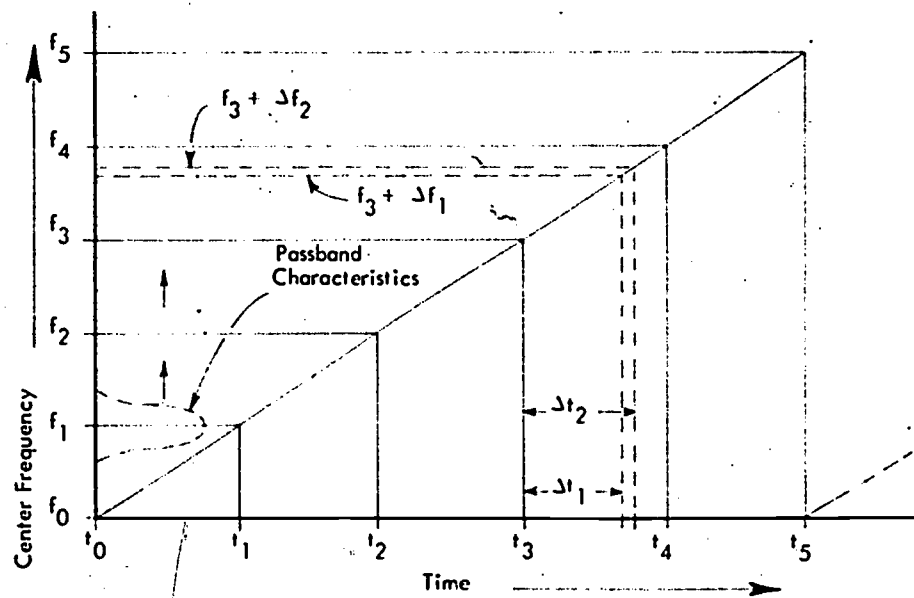 f5
f3 + Δf2
f4
f3 + Δf1
f3
Passband
Characteristics
f2
f1
Δt2
Δt1
f0
Center Frequency
t0
t1
t2
t3
t4
t5
Time